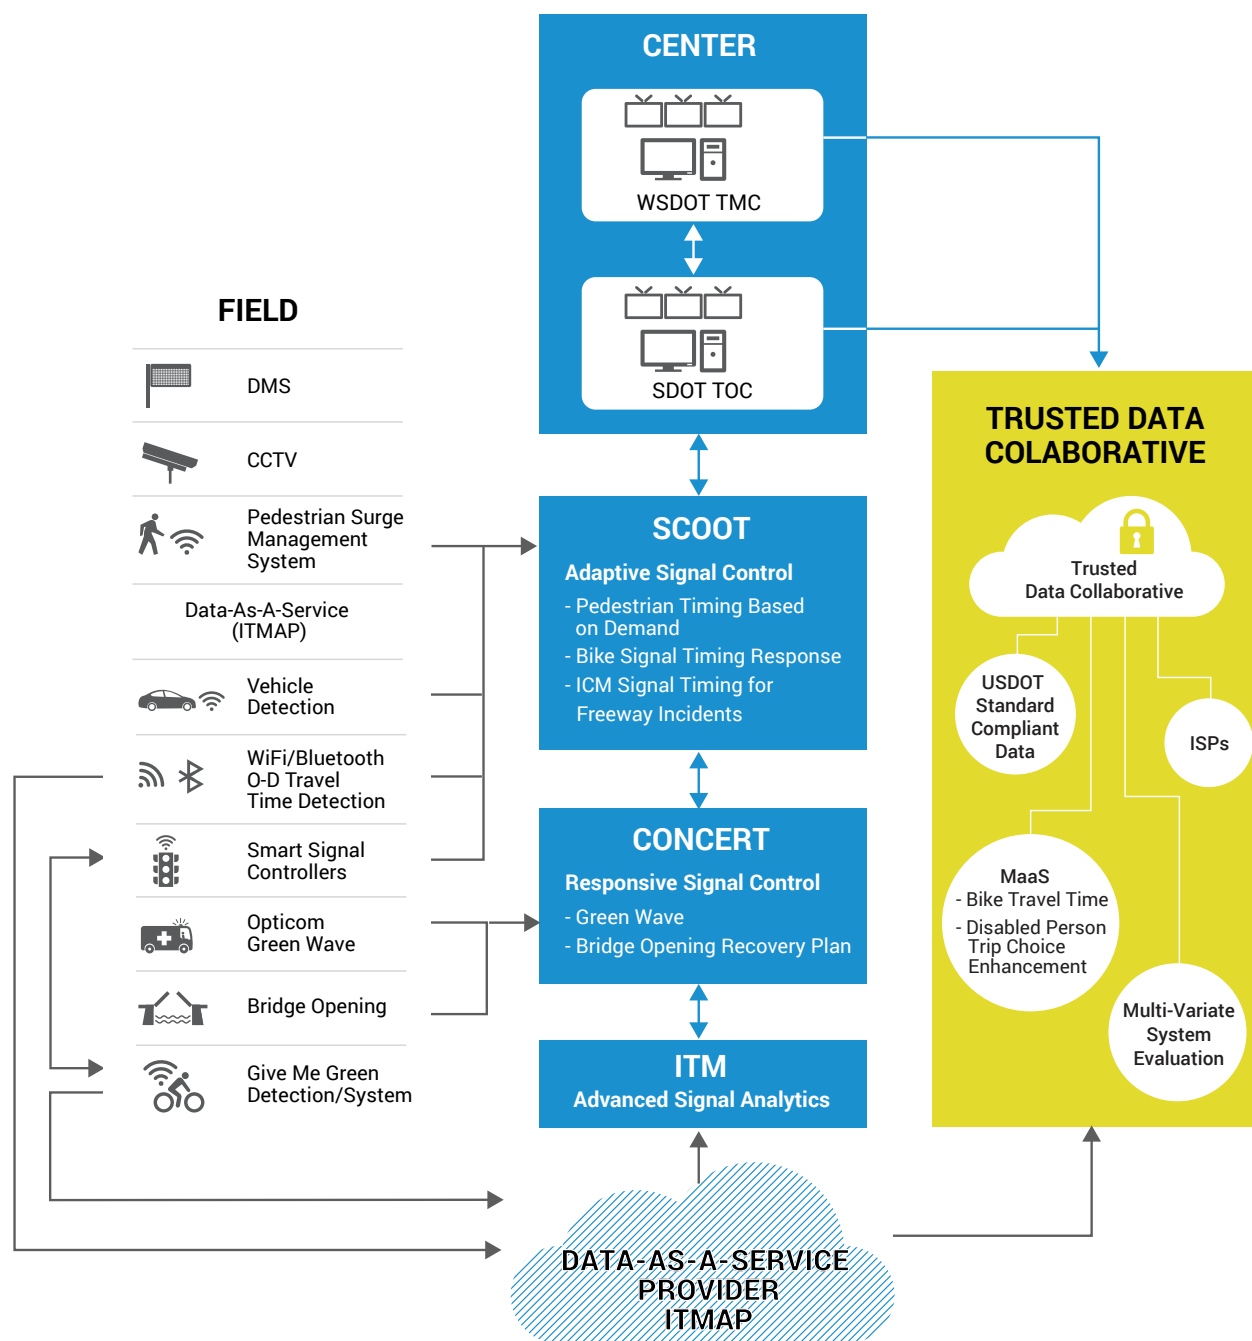 CENTER
WSDOT TMC
SDOT TOC
FIELD
DMS
CCTV
Pedestrian Surge
Management
System
Data-As-A-Service
(ITMAP)
Vehicle
Detection
WiFi/Bluetooth
O-D Travel
Time Detection
Smart Signal
Controllers
Opticom
Green Wave
Bridge Opening
Give Me Green
Detection/System
SCOOT
Adaptive Signal Control
- Pedestrian Timing Based
on Demand
- Bike Signal Timing Response
- ICM Signal Timing for
Freeway Incidents
CONCERT
Responsive Signal Control
- Green Wave
- Bridge Opening Recovery Plan
ITM
Advanced Signal Analytics
DATA-AS-A-SERVICE
PROVIDER
ITMAP
TRUSTED DATA
COLABORATIVE
Trusted
Data Collaborative
USDOT
Standard
Compliant
Data
ISPs
MaaS
- Bike Travel Time
- Disabled Person
Trip Choice
Enhancement
Multi-Variate
System
Evaluation